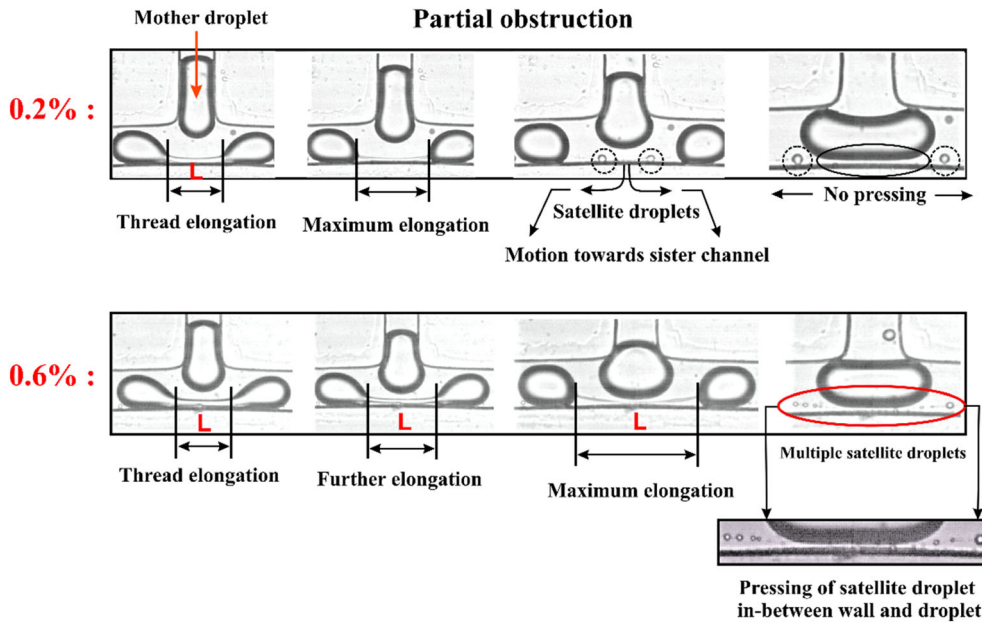 Partial obstruction
Mother droplet
0.2% :
L
Thread elongation
Maximum elongation
Satellite droplets
Motion towards sister channel
No pressing
0.6% :
L
L
L
Thread elongation
Further elongation
Maximum elongation
Multiple satellite droplets
Pressing of satellite droplet
in-between wall and droplet